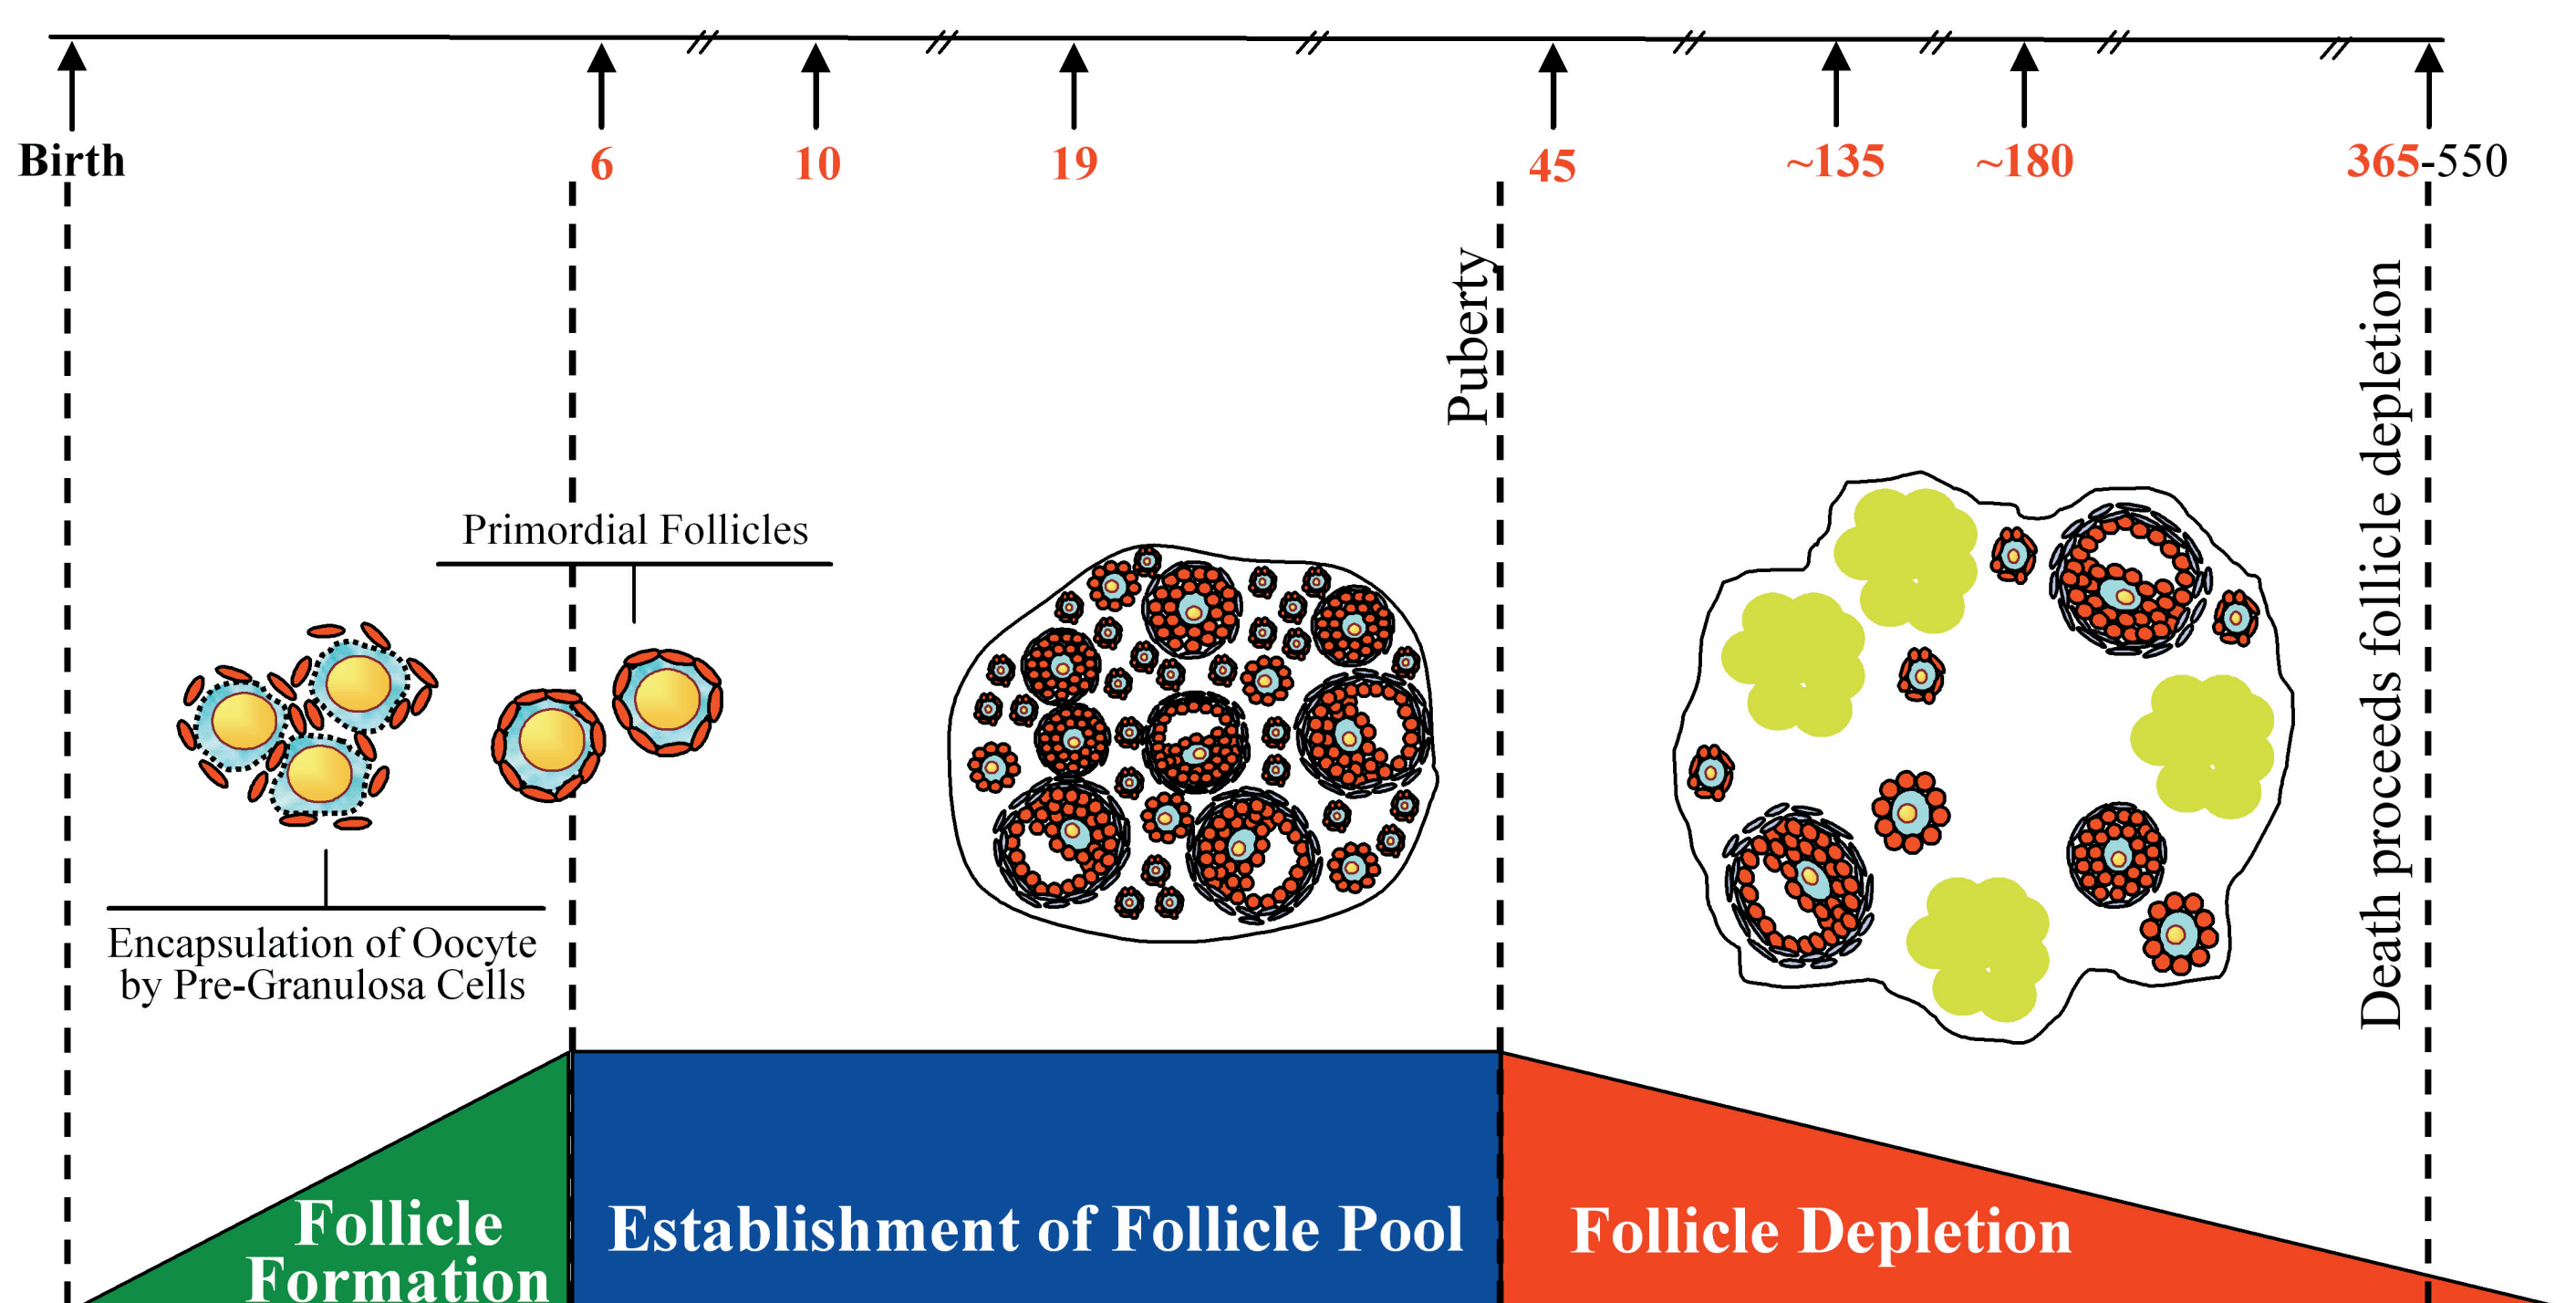 Birth
6
10
19
45
~135
~180
365-550
Puberty
Death proceeds follicle depletion
Primordial Follicles
Encapsulation of Oocyte
by Pre-Granulosa Cells
Follicle
Formation
Establishment of Follicle Pool
Follicle Depletion